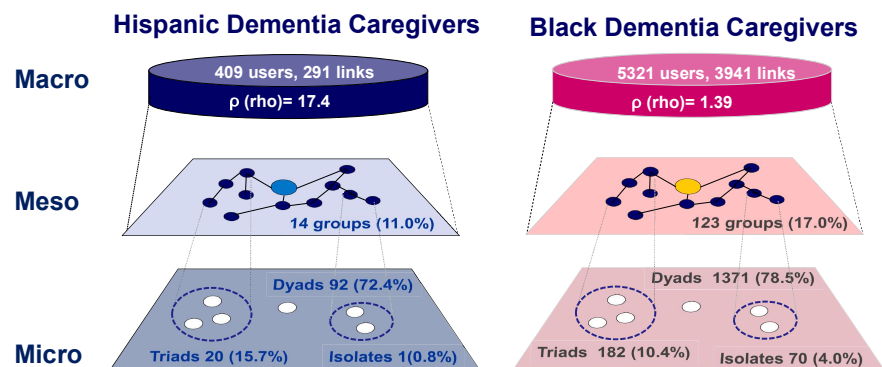 Hispanic Dementia Caregivers
Black Dementia Caregivers
Macro
409 users, 291 links
ρ (rho)= 17.4
5321 users, 3941 links
ρ (rho)= 1.39
Meso
14 groups (11.0%)
123 groups (17.0%)
Micro
Dyads 92 (72.4%)
Triads 20 (15.7%)
Isolates 1(0.8%)
Dyads 1371 (78.5%)
Triads 182 (10.4%)
Isolates 70 (4.0%)